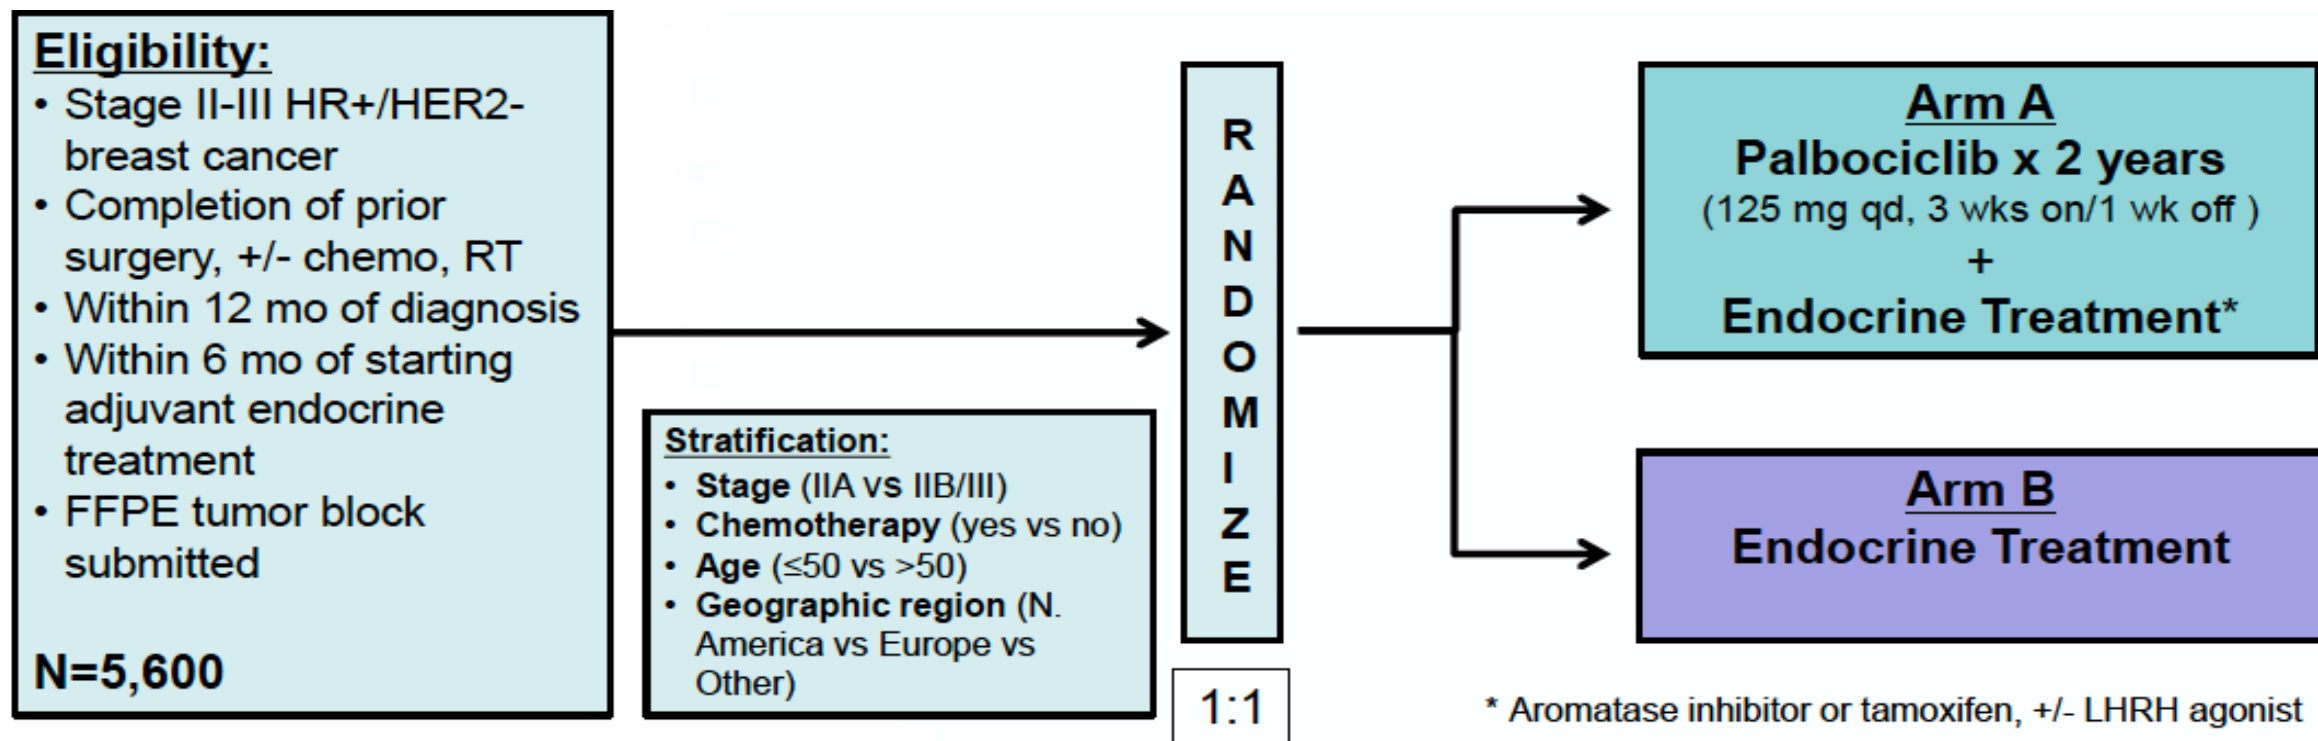 Eligibility:
• Stage II-III HR+/HER2-
breast cancer
• Completion of prior
surgery, +/- chemo, RT
• Within 12 mo of diagnosis
• Within 6 mo of starting
adjuvant endocrine
treatment
• FFPE tumor block
submitted
N=5,600
Stratification:
• Stage (IIA vs IIB/III)
• Chemotherapy (yes vs no)
• Age (≤50 vs >50)
• Geographic region (N.
America vs Europe vs
Other)
R
A
N
D
O
M
I
Z
E
1:1
Arm A
Palbociclib x 2 years
(125 mg qd, 3 wks on/1 wk off )
+
Endocrine Treatment*
Arm B
Endocrine Treatment
* Aromatase inhibitor or tamoxifen, +/- LHRH agonist